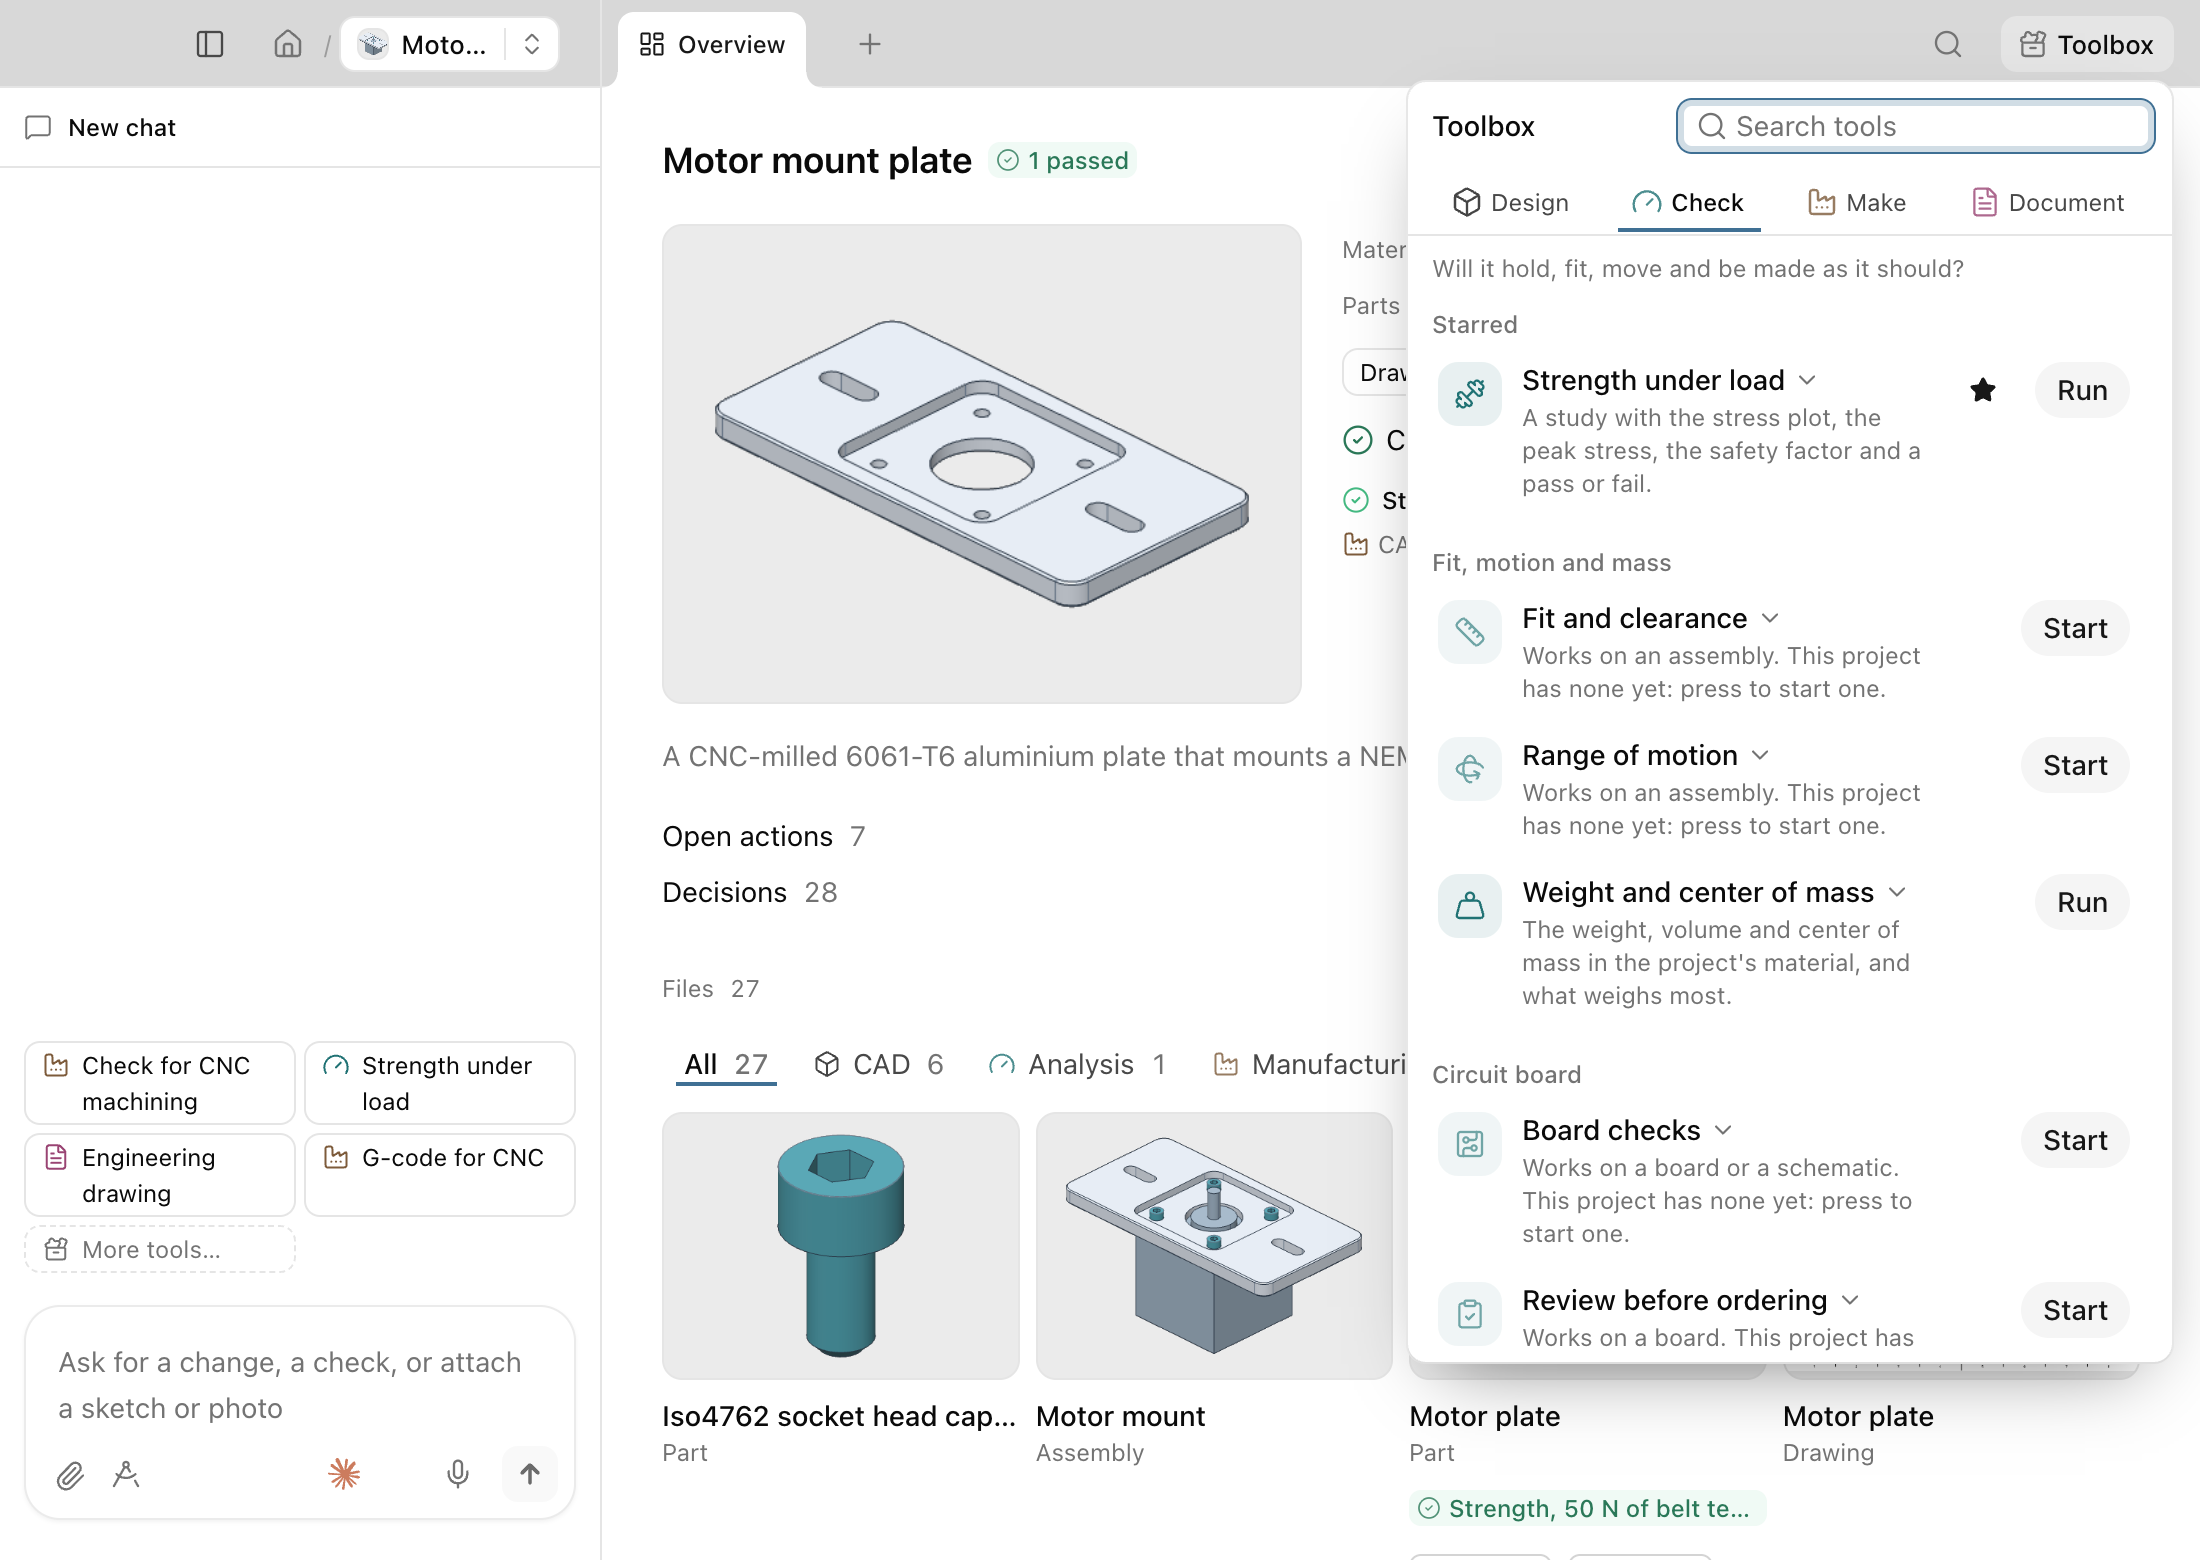 Moto...
Overview
Toolbox
New chat
Motor mount plate
1 passed
Parts
A CNC-milled 6061-T6 aluminium plate that mounts a
Open actions 7
Decisions 28
Files 27
All 27
CAD 6
Analysis 1
Iso4762 socket head cap...
Part
Motor mount
Assembly
Motor plate
Part
Strength, 50 N of belt te...
Motor plate
Drawing
Check for CNC
machining
Strength under
load
Engineering
drawing
G-code for CNC
More tools...
Ask for a change, a check, or attach
a sketch or photo
Toolbox
Search tools
Design
Check
Make
Document
Will it hold, fit, move and be made as it should?
Starred
Strength under load
A study with the stress plot, the
peak stress, the safety factor and a
pass or fail.
Run
Fit, motion and mass
Fit and clearance
Works on an assembly. This project
has none yet: press to start one.
Start
Range of motion
Works on an assembly. This project
has none yet: press to start one.
Start
Weight and center of mass
The weight, volume and center of
mass in the project's material, and
what weighs most.
Run
Circuit board
Board checks
Works on a board or a schematic.
This project has none yet: press to
start one.
Start
Review before ordering
Works on a board. This project has
Start